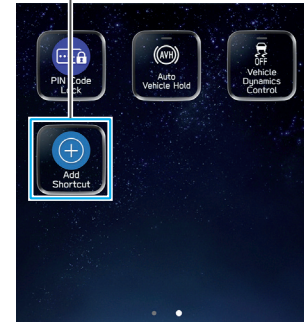 PIN Code
Lock
(AVH)
Auto
Vehicle Hold
OFF
Vehicle
Dynamics
Control
Add
Shortcut